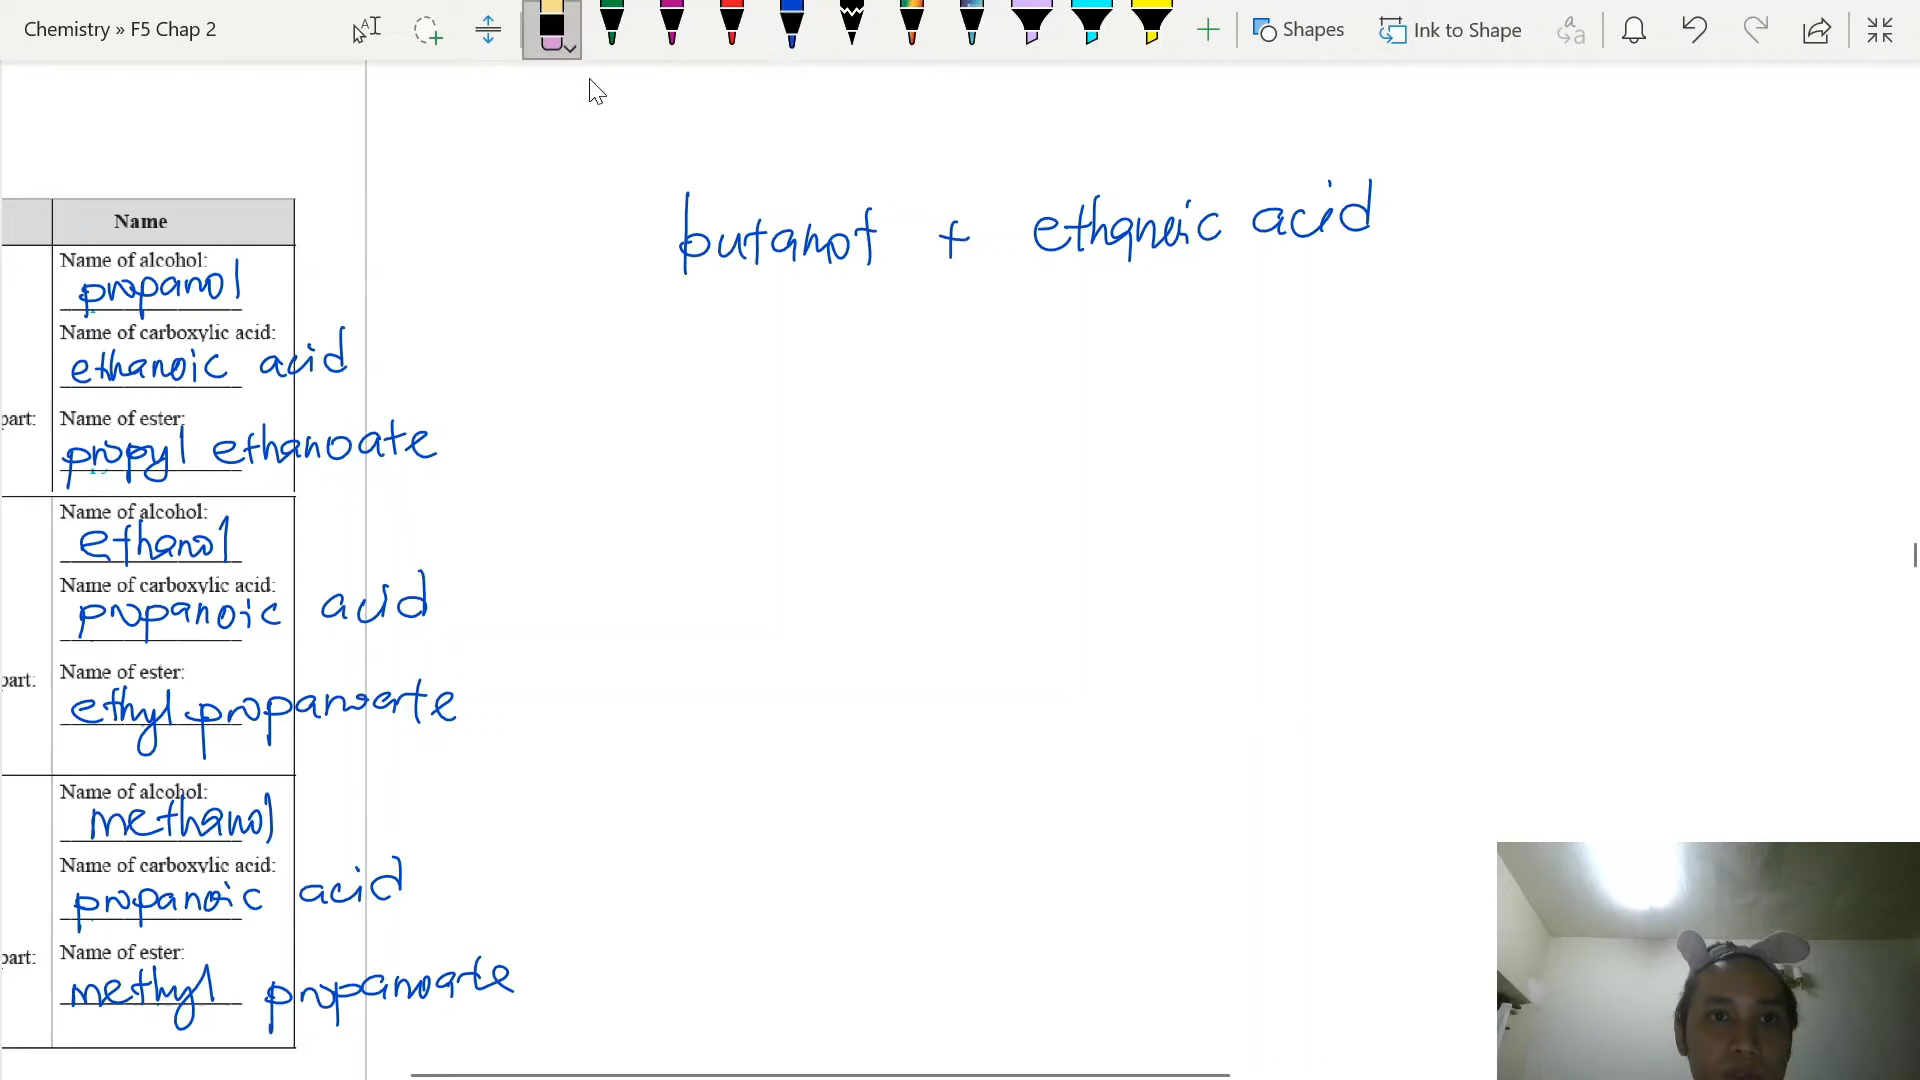 Chemistry » F5 Chap 2
Shapes
Ink to Shape
butanol + ethanoic acid
Name
Name of alcohol:
propanol
Name of carboxylic acid:
ethanoic acid
part:
Name of ester:
propyl ethanoate
Name of alcohol:
ethanol
Name of carboxylic acid:
propanoic acid
part:
Name of ester:
ethyl propanoate
Name of alcohol:
methanol
Name of carboxylic acid:
propanoic acid
part:
Name of ester:
methyl propanoate